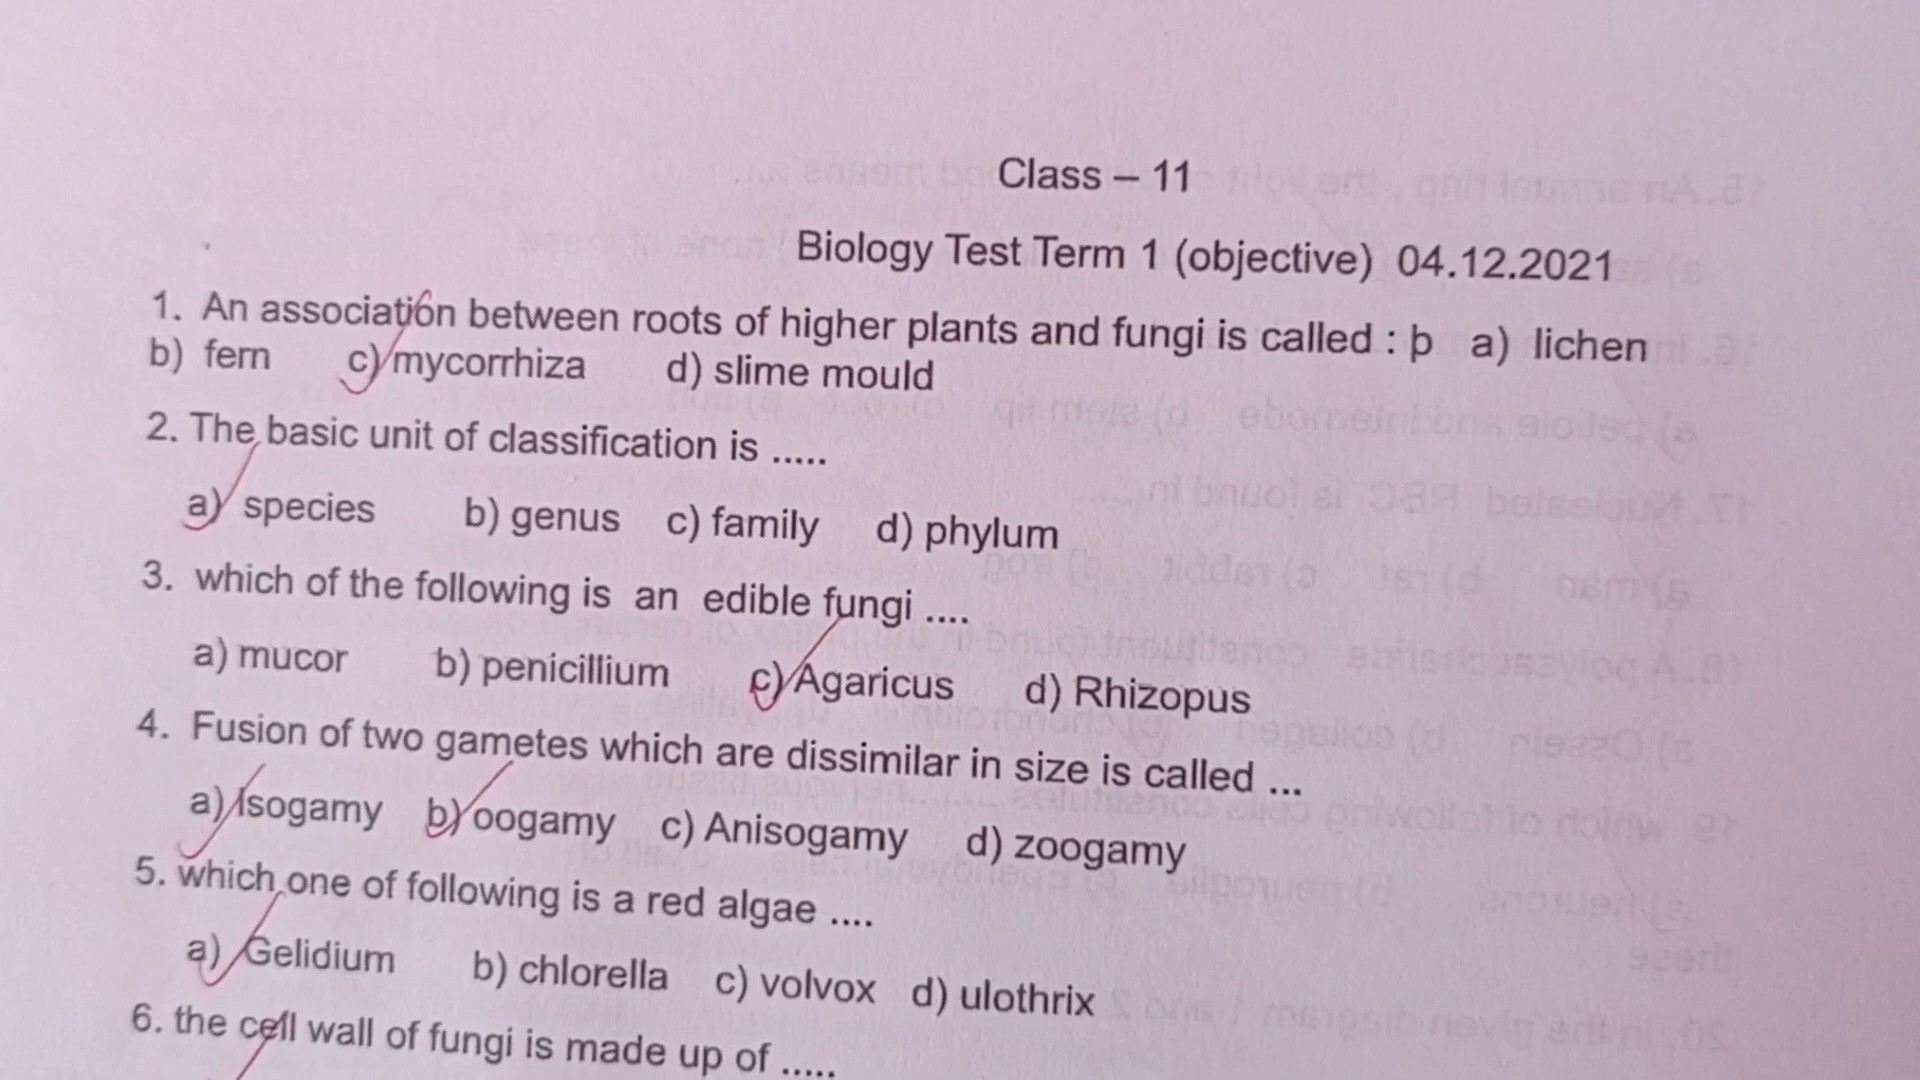 Class – 11
Biology Test Term 1 (objective) 04.12.2021
1. An association between roots of higher plants and fungi is called : þ a) lichen
b) fern c) mycorrhiza d) slime mould
2. The basic unit of classification is .....
a) species b) genus c) family d) phylum
3. which of the following is an edible fungi ....
a) mucor b) penicillium c) Agaricus d) Rhizopus
4. Fusion of two gametes which are dissimilar in size is called ...
a) Isogamy b) oogamy c) Anisogamy d) zoogamy
5. which one of following is a red algae ....
a) Gelidium b) chlorella c) volvox d) ulothrix
6. the cell wall of fungi is made up of .....